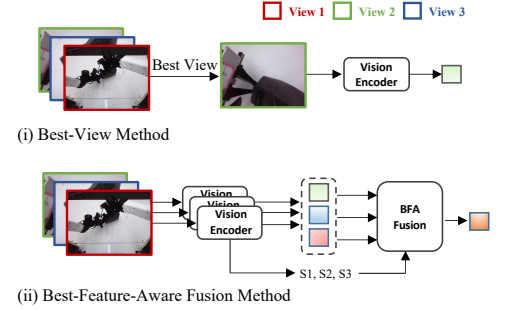 View 1 View 2 View 3
Best View
Vision
Encoder
(i) Best-View Method
Vision
Vision
Vision
Encoder
BFA
Fusion
S1, S2, S3
(ii) Best-Feature-Aware Fusion Method